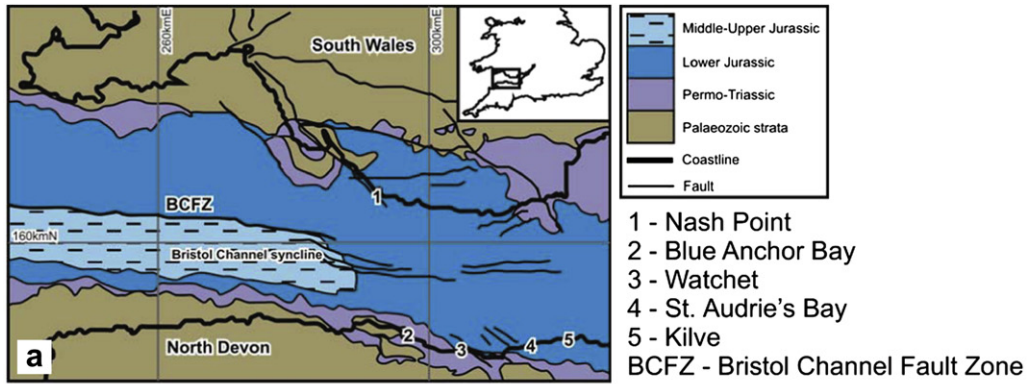 260kmE
South Wales
300kmE
1
BCFZ
160kmN
Bristol Channel syncline
a
North Devon
2
3
4
5
Middle-Upper Jurassic
Lower Jurassic
Permo-Triassic
Palaeozoic strata
Coastline
Fault
1 - Nash Point
2 - Blue Anchor Bay
3 - Watchet
4 - St. Audrie's Bay
5 - Kilve
BCFZ - Bristol Channel Fault Zone